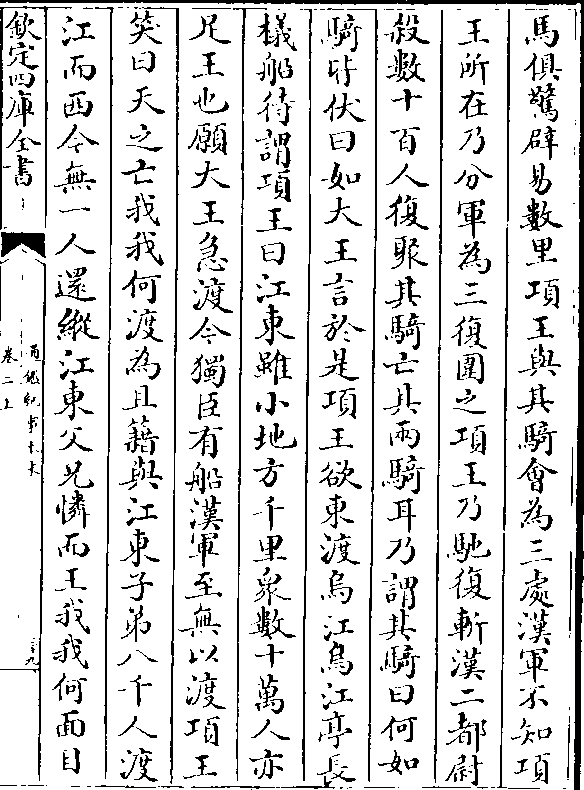 馬俱驚辟易數里項王與其騎會為三處漢軍不知項
王所在乃分軍為三復圍之項王乃馳復斬漢二都尉
殺數十百人復聚其騎亡其兩騎耳乃謂其騎曰何如
騎皆伏曰如大王言於是項王欲東渡烏江烏江亭長
檥船待謂項王曰江東雖小地方千里衆數十萬人亦
足王也願大王急渡今獨臣有船漢軍至無以渡項王
笑曰天之亡我我何渡為且籍與江東子弟八千人渡
江而西今無一人還縱江東父兄憐而王我我何面目
欽定四庫全書
通鑑紀事本末
卷二上